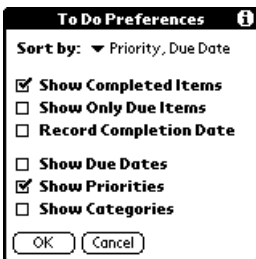 To Do Preferences i
Sort by: Priority, Due Date
Show Completed Items
Show Only Due Items
Record Completion Date
Show Due Dates
Show Priorities
Show Categories
OK Cancel